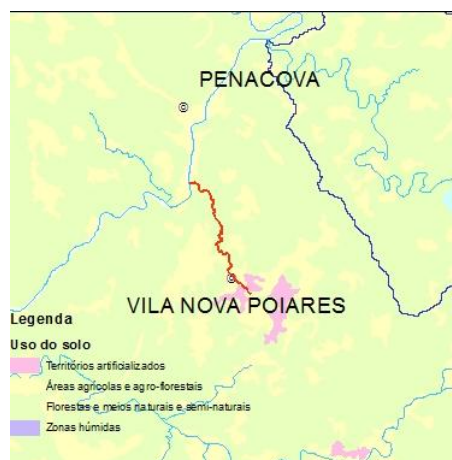 PENACOVA
VILA NOVA POIARES
Legenda
Uso do solo
Territórios artificializados
Áreas agrícolas e agro-florestais
Florestas e meios naturais e semi-naturais
Zonas húmidas